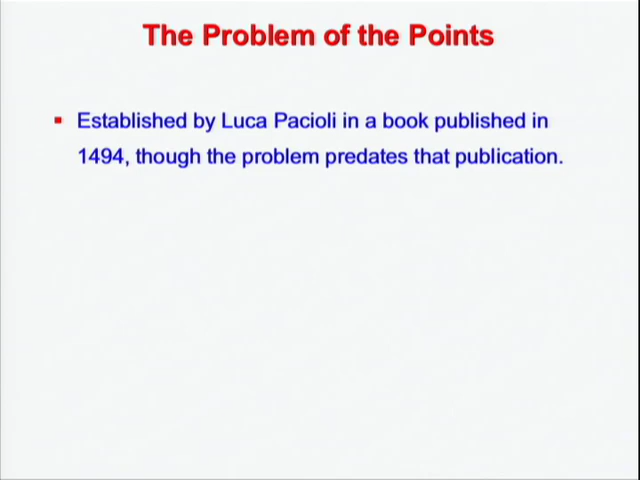 The Problem of the Points
Established by Luca Pacioli in a book published in
1494, though the problem predates that publication.